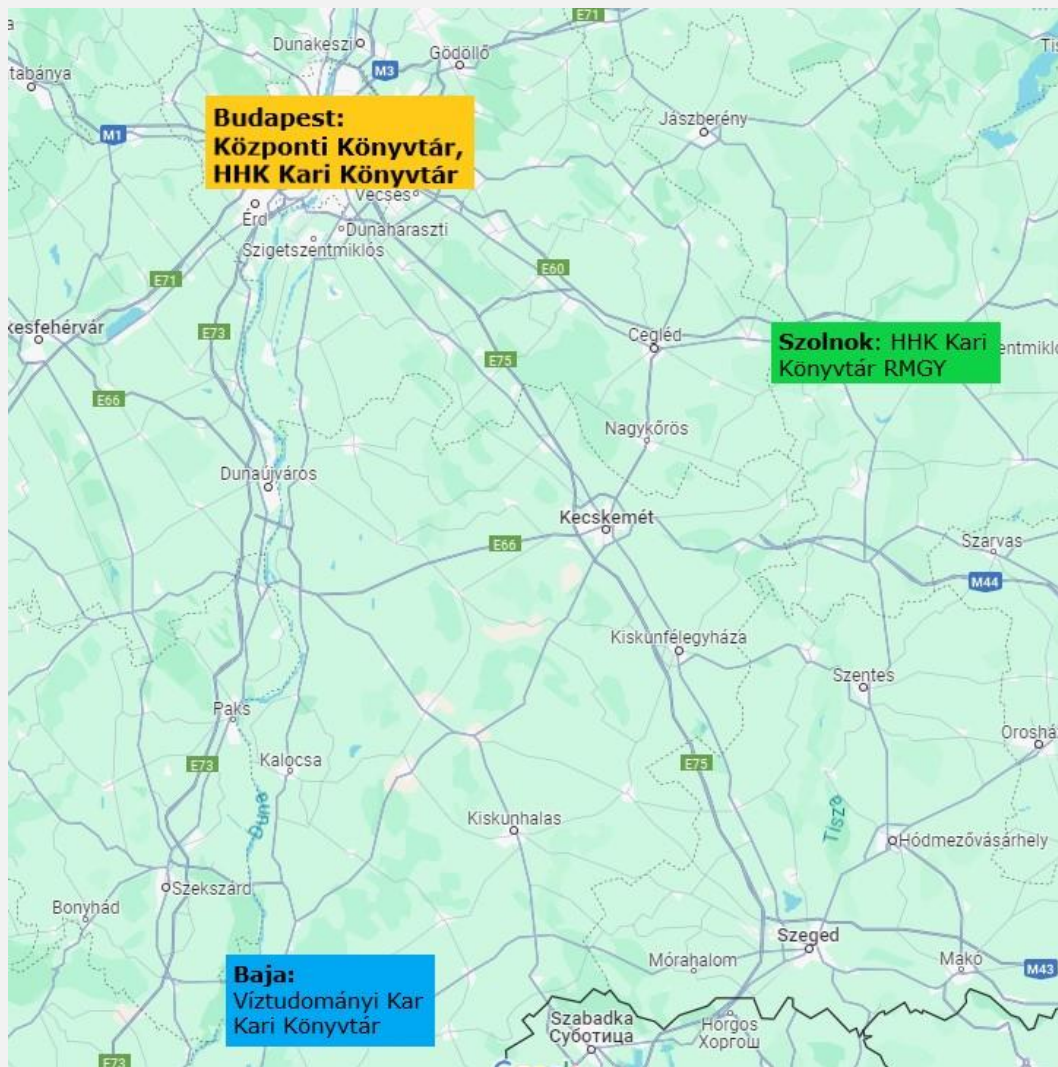 E71
Dunakeszi
Gödöllő
M3
tabánya
M1
Budapest:
Központi Könyvtár,
HHK Kari Könyvtár
Jászberény
Vecsés
Érd
Dunaharaszti
Szigetszentmiklós
E71
E60
kesfehérvár
E73
Cegléd
Szolnok: HHK Kari
Könyvtár RMGY
entmikló
E75
E66
Nagykőrös
Dunaújváros
Kecskemét
E66
Szarvas
M44
Kiskunfélegyháza
Szentes
Paks
Oroshá
Kalocsa
E73
E75
Duna
Tisza
Kiskunhalas
Hódmezővásárhely
Szekszárd
Bonyhád
Szeged
Baja:
Víztudományi Kar
Kari Könyvtár
Mórahalom
Makó
M43
Szabadka
Суботица
Horgos
Хоргош
E73